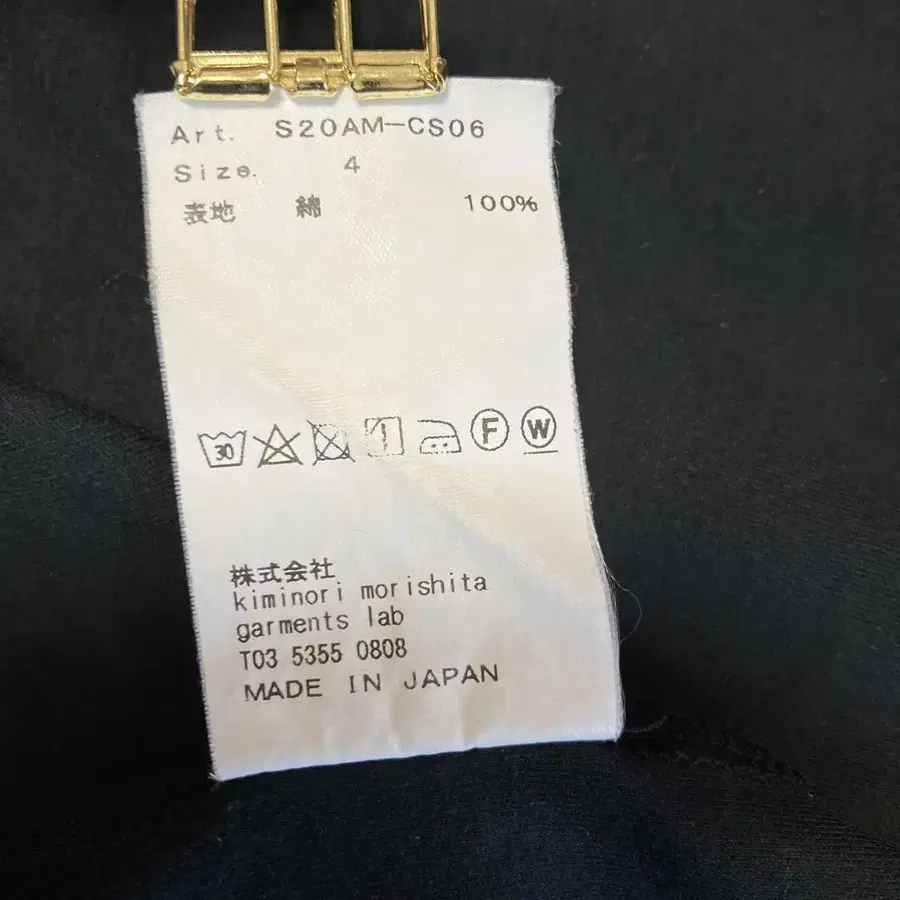 Art. S20AM-CS06
Size. 4
表地 綿 100%
30 F W
株式会社
kiminori morishita
garments lab
T03 5355 0808
MADE IN JAPAN